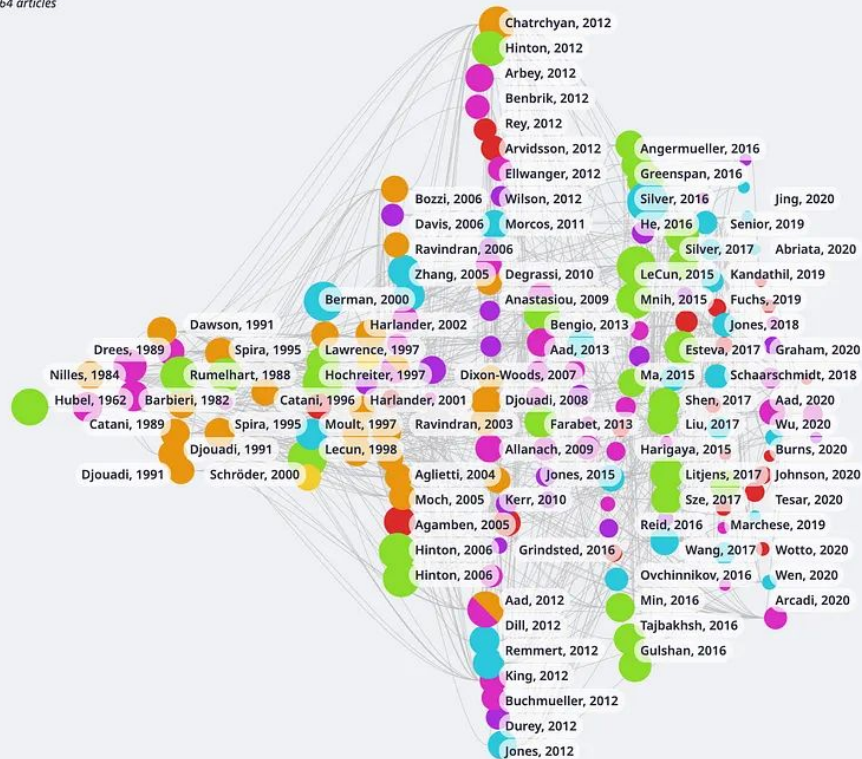 64 articles
Chatrchyan, 2012
Hinton, 2012
Arbey, 2012
Benbrik, 2012
Rey, 2012
Arvidsson, 2012
Angermueller, 2016
Ellwanger, 2012
Greenspan, 2016
Bozzi, 2006
Wilson, 2012
Silver, 2016
Jing, 2020
Davis, 2006
Morcos, 2011
He, 2016
Senior, 2019
Ravindran, 2006
Silver, 2017
Abriata, 2020
Zhang, 2005
Degrassi, 2010
LeCun, 2015
Kandathil, 2019
Berman, 2000
Anastasiou, 2009
Mnih, 2015
Fuchs, 2019
Dawson, 1991
Harlander, 2002
Bengio, 2013
Jones, 2018
Drees, 1989
Spira, 1995
Lawrence, 1997
Aad, 2013
Esteva, 2017
Graham, 2020
Nilles, 1984
Rumelhart, 1988
Hochreiter, 1997
Dixon-Woods, 2007
Ma, 2015
Schaarschmidt, 2018
Hubel, 1962
Barbieri, 1982
Catani, 1996
Harlander, 2001
Djouadi, 2008
Shen, 2017
Aad, 2020
Catani, 1989
Spira, 1995
Moult, 1997
Ravindran, 2003
Farabet, 2013
Liu, 2017
Wu, 2020
Djouadi, 1991
Lecun, 1998
Allanach, 2009
Harigaya, 2015
Burns, 2020
Djouadi, 1991
Schröder, 2000
Aglietti, 2004
Jones, 2015
Litjens, 2017
Johnson, 2020
Moch, 2005
Kerr, 2010
Sze, 2017
Tesar, 2020
Agamben, 2005
Reid, 2016
Marchese, 2019
Hinton, 2006
Grindsted, 2016
Wang, 2017
Wotto, 2020
Hinton, 2006
Ovchinnikov, 2016
Wen, 2020
Aad, 2012
Min, 2016
Arcadi, 2020
Dill, 2012
Tajbakhsh, 2016
Remmert, 2012
Gulshan, 2016
King, 2012
Buchmueller, 2012
Durey, 2012
Jones, 2012